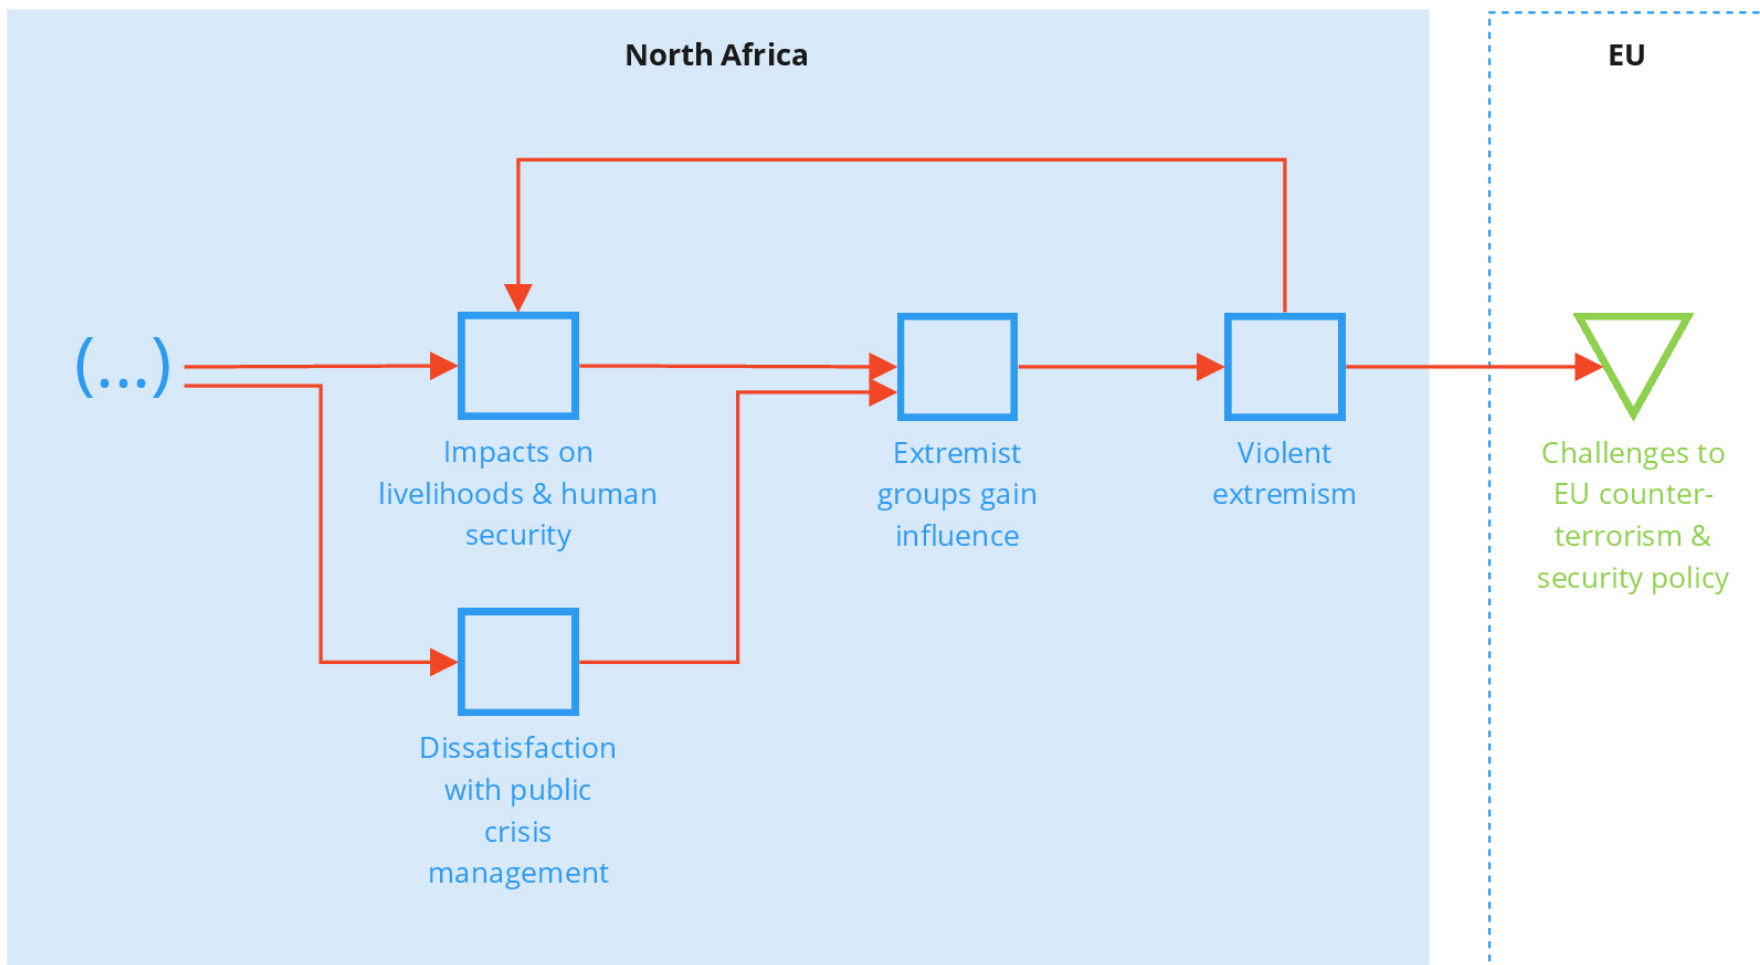 North Africa
EU
(...)
Impacts on
livelihoods & human
security
Extremist
groups gain
influence
Violent
extremism
Challenges to
EU counter-
terrorism &
security policy
Dissatisfaction
with public
crisis
management